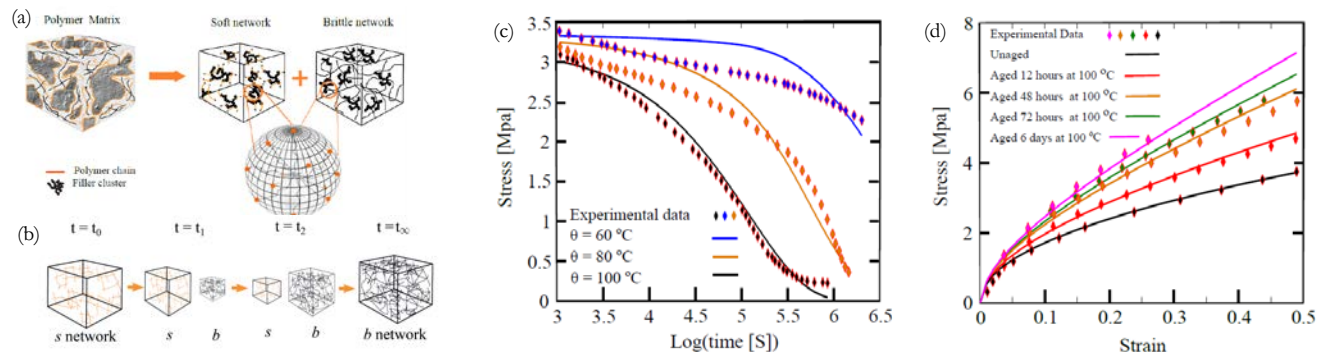 (a)
Polymer Matrix
Soft network
Brittle network
Polymer chain
Filler cluster
(b)
t = t0
t = t1
t = t2
t = t∞
s network
s
b
s
b
b network
(c)
3.5
3
2.5
2
1.5
1
0.5
0
Stress [Mpa]
Experimental data
θ = 60 °C
θ = 80 °C
θ = 100 °C
3
3.5
4
4.5
5
5.5
6
6.5
Log(time [S])
(d)
8
6
4
2
0
Stress [Mpa]
Experimental Data
Unaged
Aged 12 hours at 100 °C
Aged 48 hours at 100 °C
Aged 72 hours at 100 °C
Aged 6 days at 100 °C
0
0.1
0.2
0.3
0.4
0.5
Strain